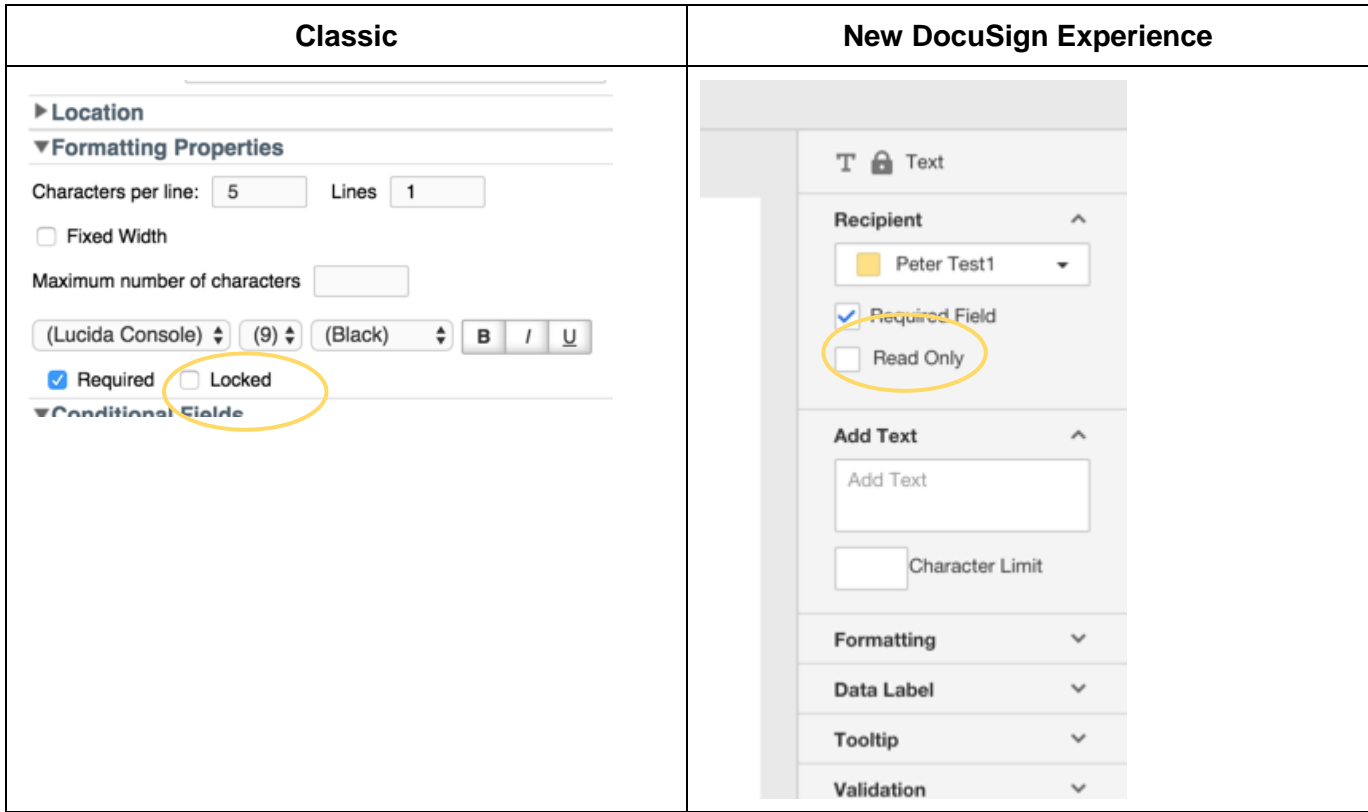 Classic
New DocuSign Experience
Location
Formatting Properties
Characters per line: 5 Lines 1
Fixed Width
Maximum number of characters
(Lucida Console) (9) (Black) B I U
Required Locked
Conditional Fields
T Text
Recipient
Peter Test1
Required Field
Read Only
Add Text
Add Text
Character Limit
Formatting
Data Label
Tooltip
Validation